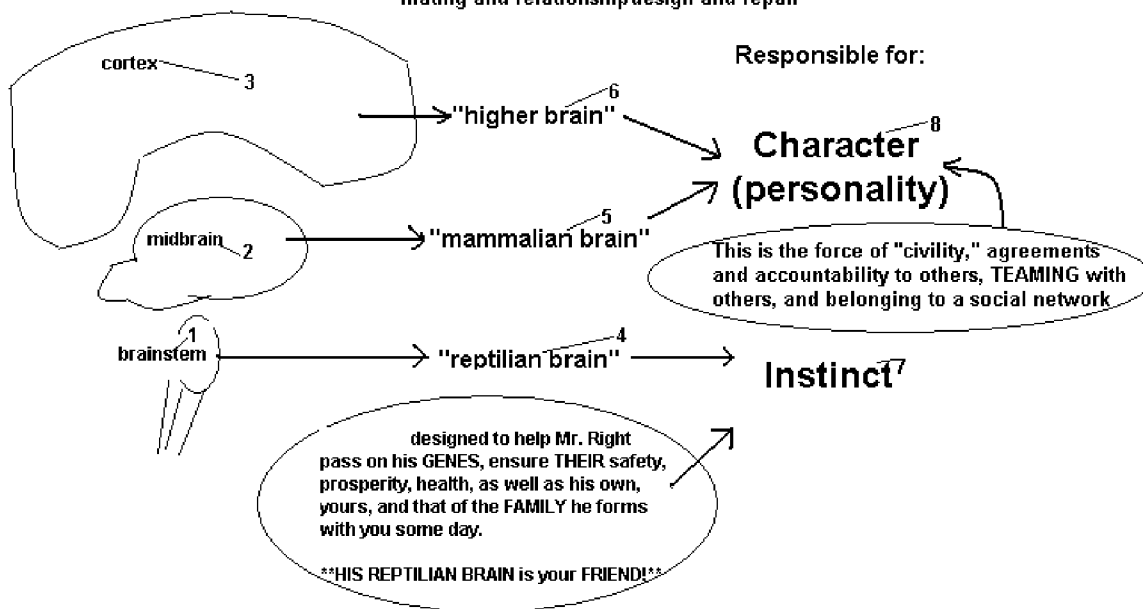 mating and relationshipdesign and repair
Responsible for:
cortex
3
6
"higher brain"
8
Character
(personality)
midbrain
2
5
"mammalian brain"
This is the force of "civility," agreements
and accountability to others, TEAMING with
others, and belonging to a social network
1
brainstem
4
"reptilian brain"
Instinct
7
designed to help Mr. Right
pass on his GENES, ensure THEIR safety,
prosperity, health, as well as his own,
yours, and that of the FAMILY he forms
with you some day.
**HIS REPTILIAN BRAIN is your FRIEND!**